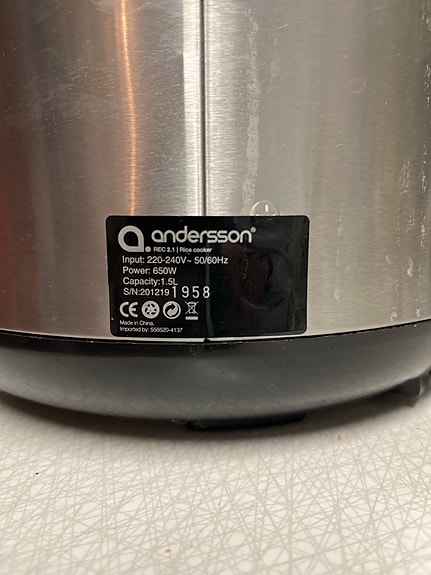 a. andersson®
REC 2.1 | Rice cooker
Input: 220-240V~ 50/60Hz
Power: 650W
Capacity:1.5L
S/N:201219 1958
CE
Made in China.
Imported by: 556520-4137